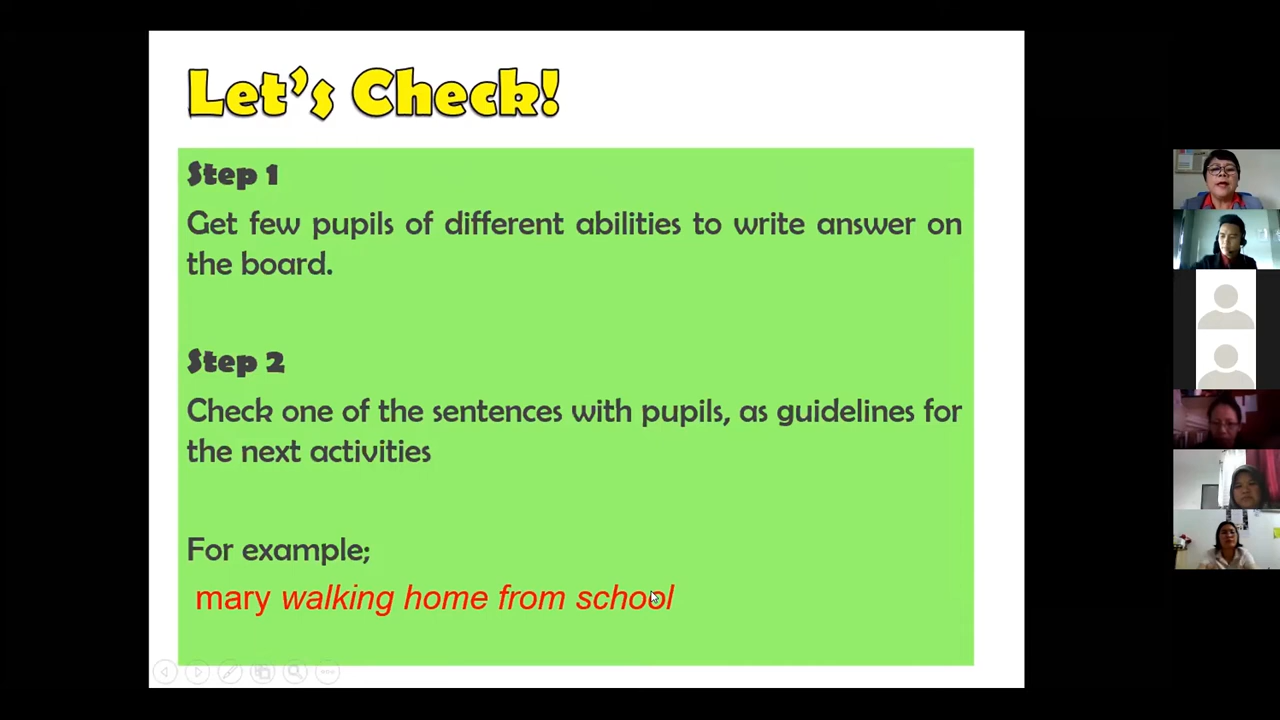 Let's Check!
Step 1
Get few pupils of different abilities to write answer on
the board.
Step 2
Check one of the sentences with pupils, as guidelines for
the next activities
For example;
mary walking home from school